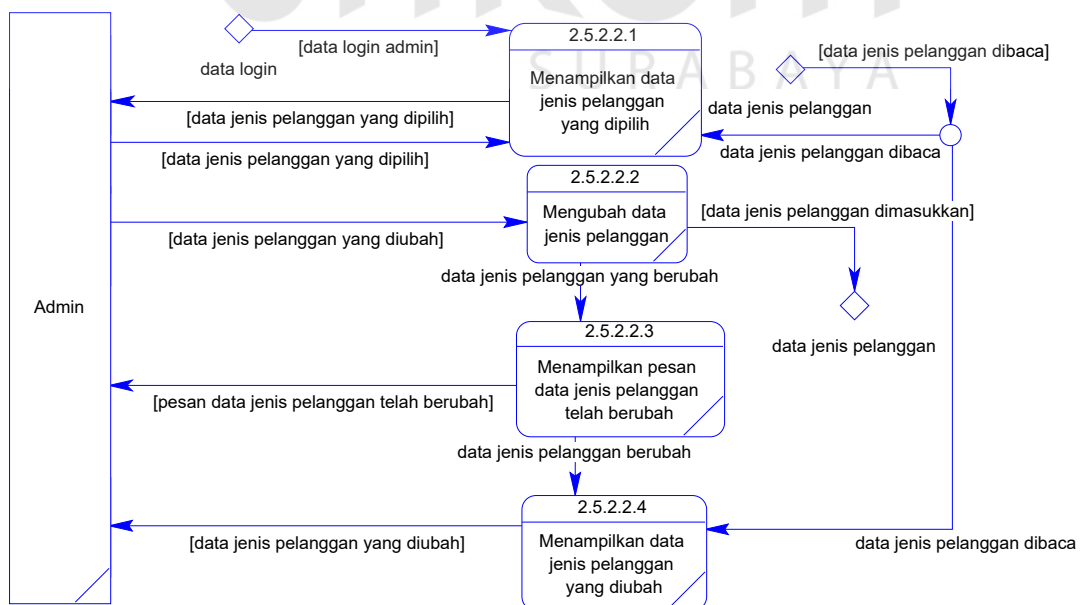 SURABAYA
[data login admin]
data login
2.5.2.2.1
Menampilkan data
jenis pelanggan
yang dipilih
[data jenis pelanggan dibaca]
data jenis pelanggan
data jenis pelanggan dibaca
[data jenis pelanggan yang dipilih]
[data jenis pelanggan yang dipilih]
2.5.2.2.2
Mengubah data
jenis pelanggan
[data jenis pelanggan dimasukkan]
[data jenis pelanggan yang diubah]
data jenis pelanggan yang berubah
Admin
data jenis pelanggan
2.5.2.2.3
Menampilkan pesan
data jenis pelanggan
telah berubah
[pesan data jenis pelanggan telah berubah]
data jenis pelanggan berubah
2.5.2.2.4
Menampilkan data
jenis pelanggan
yang diubah
[data jenis pelanggan yang diubah]
data jenis pelanggan dibaca